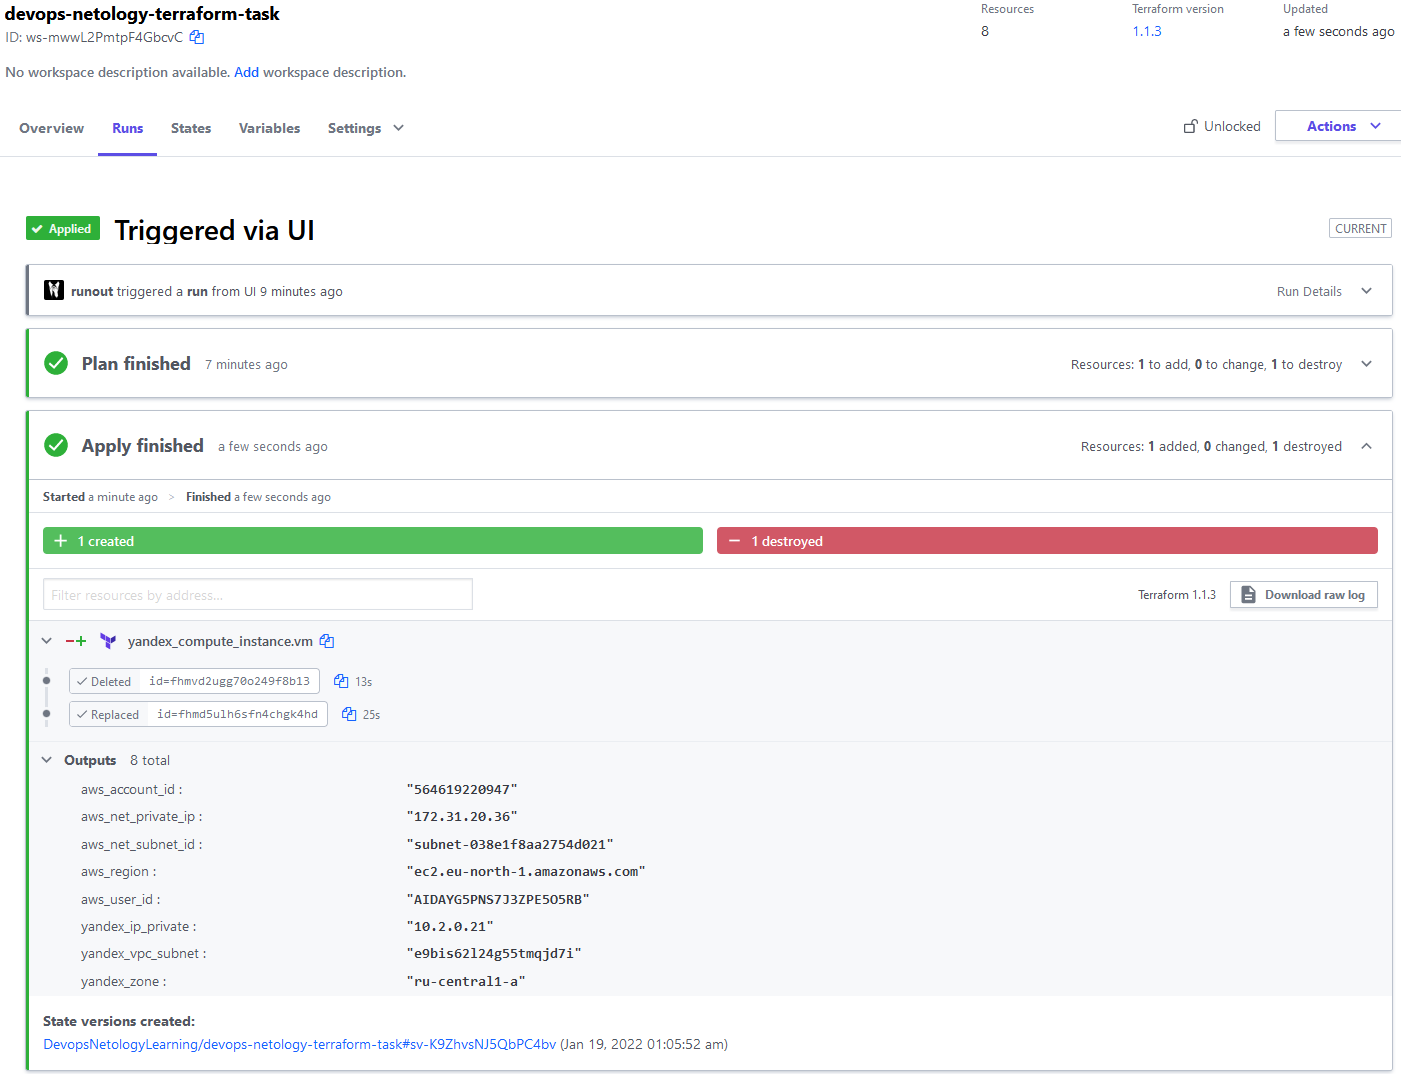 devops-netology-terraform-task
ID: ws-mwwL2PmtpF4GbcvC
Resources
8
Terraform version
1.1.3
Updated
a few seconds ago
No workspace description available. Add workspace description.
Overview Runs States Variables Settings
Unlocked
Actions
Applied Triggered via UI CURRENT
runout triggered a run from UI 9 minutes ago Run Details
Plan finished 7 minutes ago Resources: 1 to add, 0 to change, 1 to destroy
Apply finished a few seconds ago Resources: 1 added, 0 changed, 1 destroyed
Started a minute ago > Finished a few seconds ago
+ 1 created − 1 destroyed
Filter resources by address... Terraform 1.1.3 Download raw log
−+ yandex_compute_instance.vm
Deleted id=fhmvd2ugg70o249f8b13 13s
Replaced id=fhmd5ulh6sfn4chgk4hd 25s
Outputs 8 total
aws_account_id : "564619220947"
aws_net_private_ip : "172.31.20.36"
aws_net_subnet_id : "subnet-038e1f8aa2754d021"
aws_region : "ec2.eu-north-1.amazonaws.com"
aws_user_id : "AIDAYG5PNS7J3ZPE5O5RB"
yandex_ip_private : "10.2.0.21"
yandex_vpc_subnet : "e9bis62l24g55tmqjd7i"
yandex_zone : "ru-central1-a"
State versions created:
DevopsNetologyLearning/devops-netology-terraform-task#sv-K9ZhvsNJ5QbPC4bv (Jan 19, 2022 01:05:52 am)